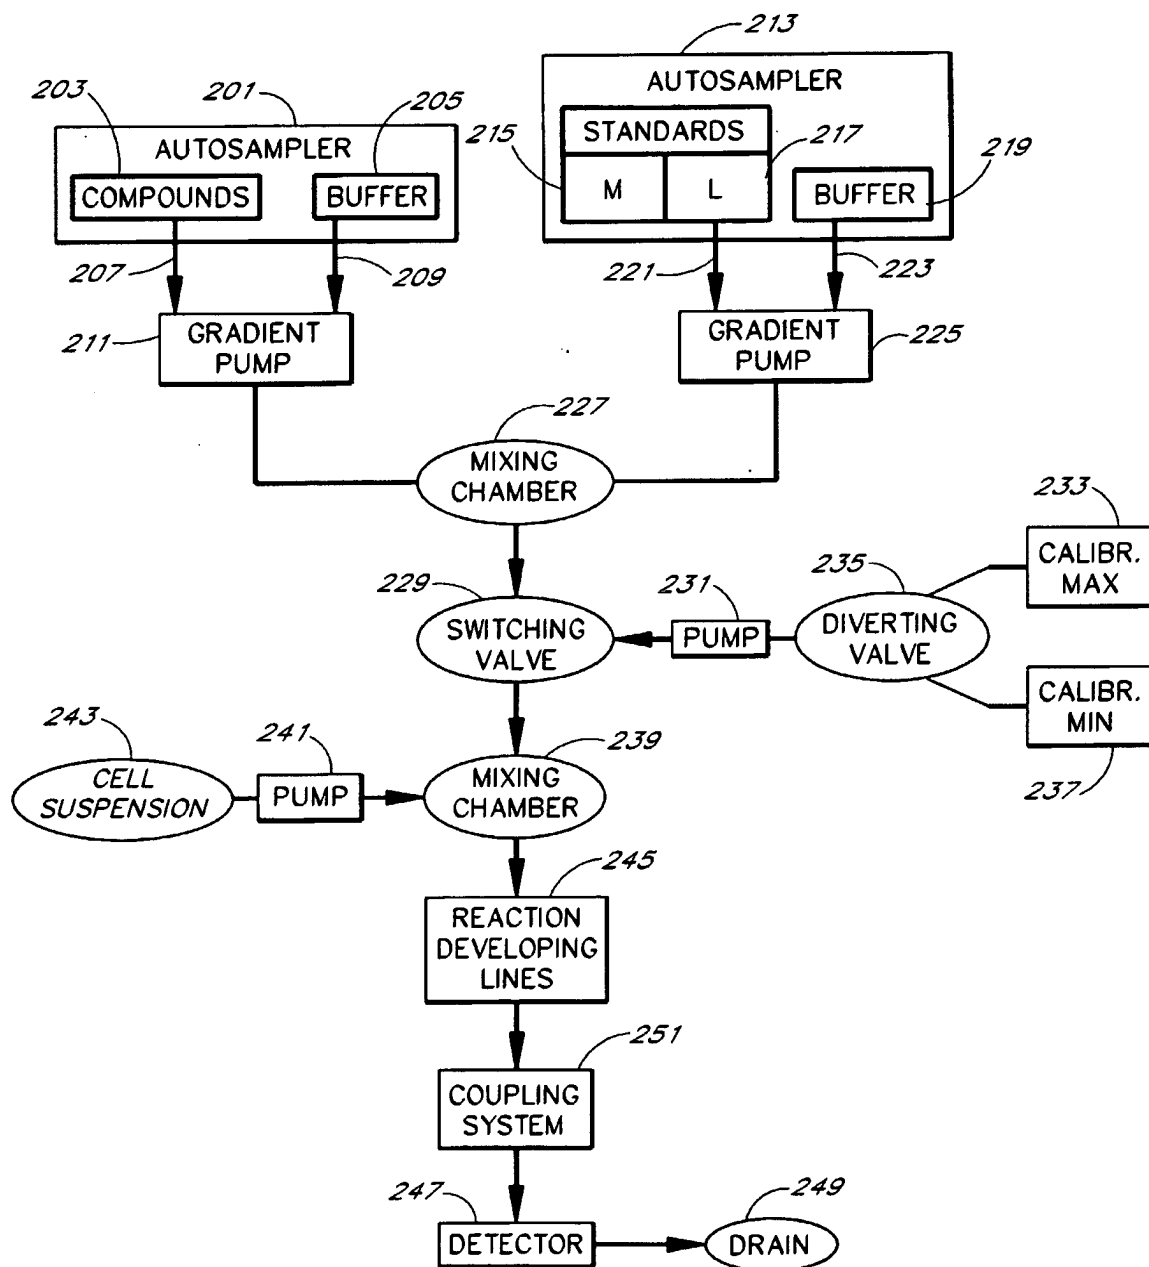 213
AUTOSAMPLER
203
201
205
215
STANDARDS
217
219
AUTOSAMPLER
M
L
COMPOUNDS
BUFFER
BUFFER
207
209
221
223
211
GRADIENT
PUMP
GRADIENT
PUMP
225
227
MIXING
CHAMBER
233
229
231
235
CALIBR.
MAX
SWITCHING
VALVE
PUMP
DIVERTING
VALVE
CALIBR.
MIN
243
241
239
237
CELL
SUSPENSION
PUMP
MIXING
CHAMBER
245
REACTION
DEVELOPING
LINES
251
COUPLING
SYSTEM
247
249
DETECTOR
DRAIN